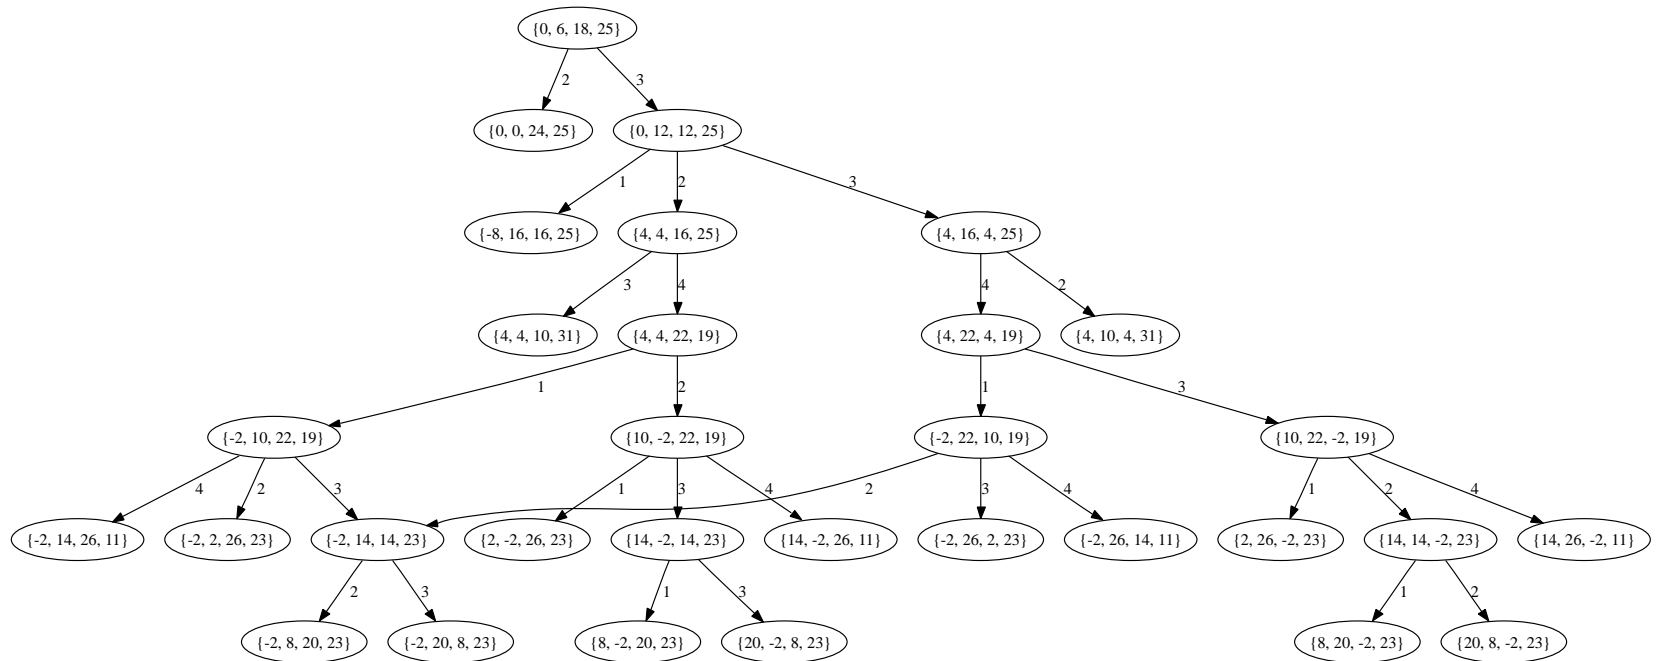 {0, 6, 18, 25}
2
3
{0, 0, 24, 25}
{0, 12, 12, 25}
1
2
3
{-8, 16, 16, 25}
{4, 4, 16, 25}
{4, 16, 4, 25}
3
4
4
2
{4, 4, 10, 31}
{4, 4, 22, 19}
{4, 22, 4, 19}
{4, 10, 4, 31}
1
2
1
3
{-2, 10, 22, 19}
{10, -2, 22, 19}
{-2, 22, 10, 19}
{10, 22, -2, 19}
4
2
3
1
3
4
2
3
4
1
2
4
{-2, 14, 26, 11}
{-2, 2, 26, 23}
{-2, 14, 14, 23}
{2, -2, 26, 23}
{14, -2, 14, 23}
{14, -2, 26, 11}
{-2, 26, 2, 23}
{-2, 26, 14, 11}
{2, 26, -2, 23}
{14, 14, -2, 23}
{14, 26, -2, 11}
2
3
1
3
1
2
{-2, 8, 20, 23}
{-2, 20, 8, 23}
{8, -2, 20, 23}
{20, -2, 8, 23}
{8, 20, -2, 23}
{20, 8, -2, 23}